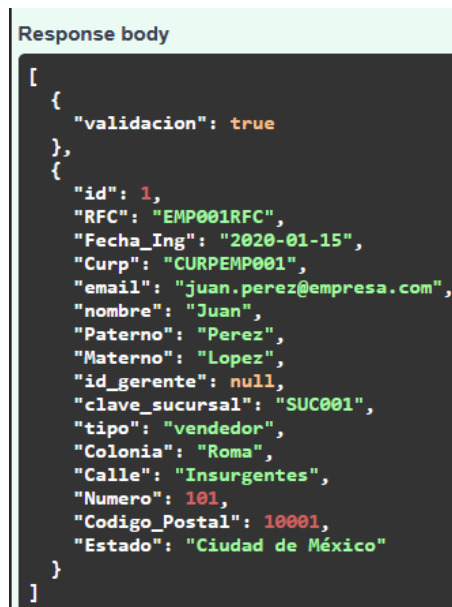 Response body
[
  {
    "validacion": true
  },
  {
    "id": 1,
    "RFC": "EMP001RFC",
    "Fecha_Ing": "2020-01-15",
    "Curp": "CURPEMP001",
    "email": "juan.perez@empresa.com",
    "nombre": "Juan",
    "Paterno": "Perez",
    "Materno": "Lopez",
    "id_gerente": null,
    "clave_sucursal": "SUC001",
    "tipo": "vendedor",
    "Colonia": "Roma",
    "Calle": "Insurgentes",
    "Numero": 101,
    "Codigo_Postal": 10001,
    "Estado": "Ciudad de México"
  }
]